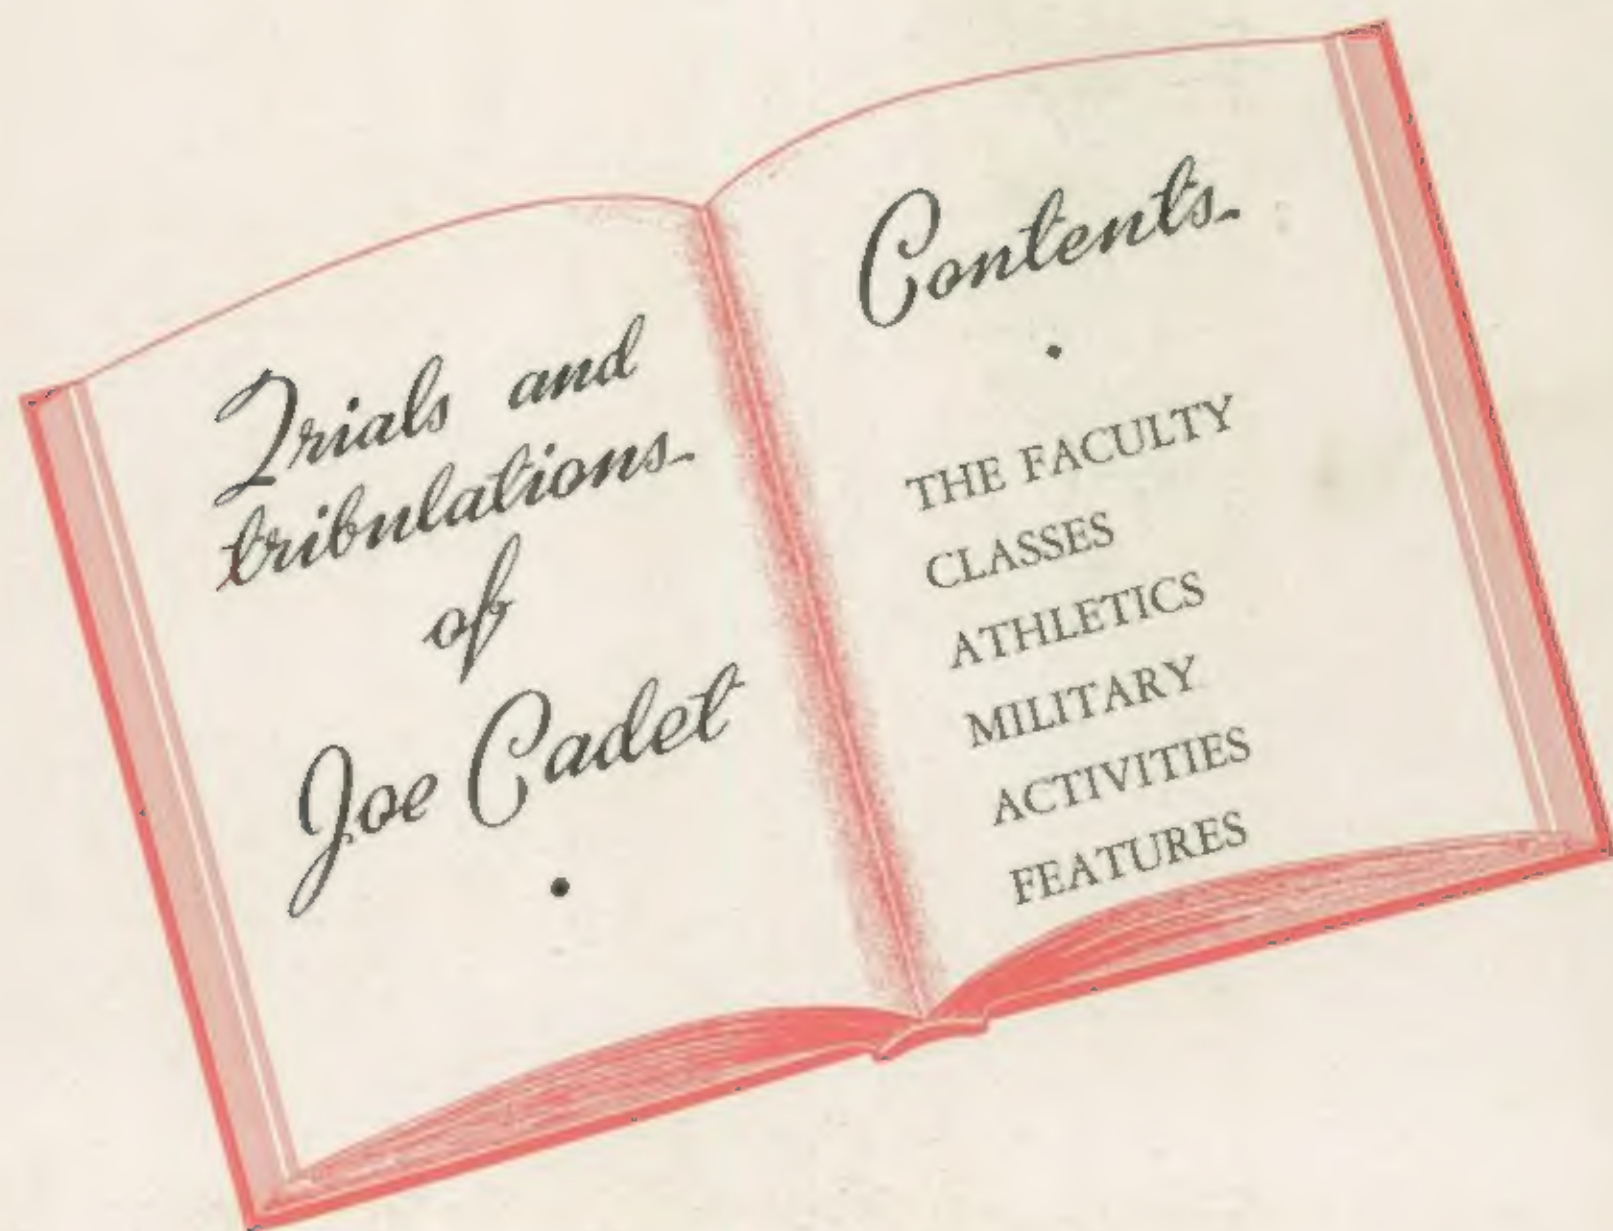 Trials and
tribulations
of
Joe Cadet
Contents
THE FACULTY
CLASSES
ATHLETICS
MILITARY
ACTIVITIES
FEATURES